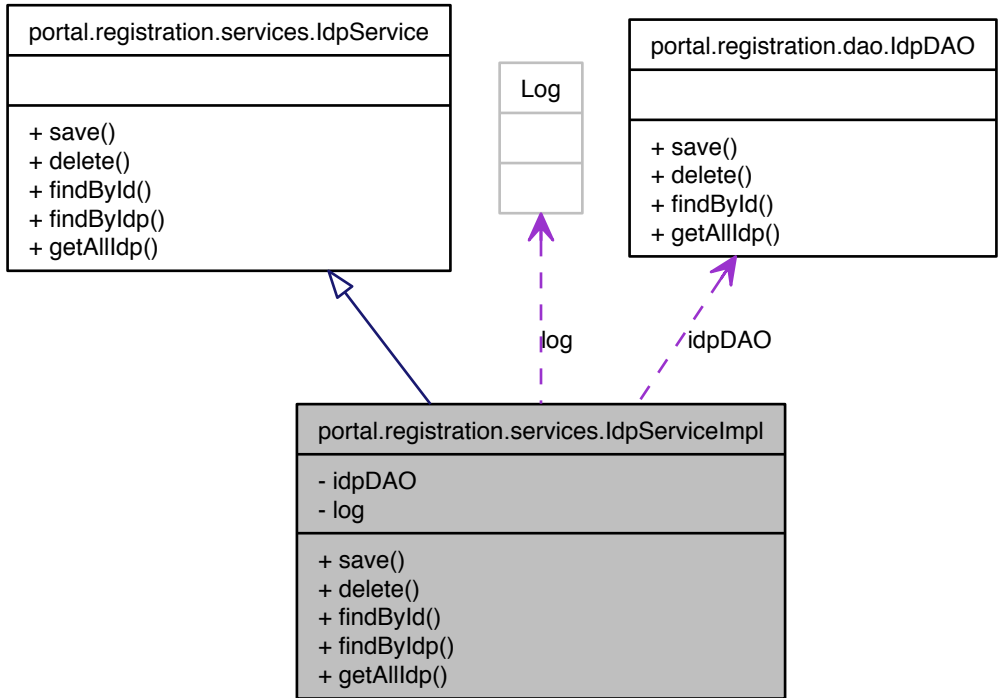 portal.registration.services.IdpService
+ save()
+ delete()
+ findById()
+ findByIdp()
+ getAllIdp()
Log
portal.registration.dao.IdpDAO
+ save()
+ delete()
+ findById()
+ getAllIdp()
log
idpDAO
portal.registration.services.IdpServiceImpl
- idpDAO
- log
+ save()
+ delete()
+ findById()
+ findByIdp()
+ getAllIdp()